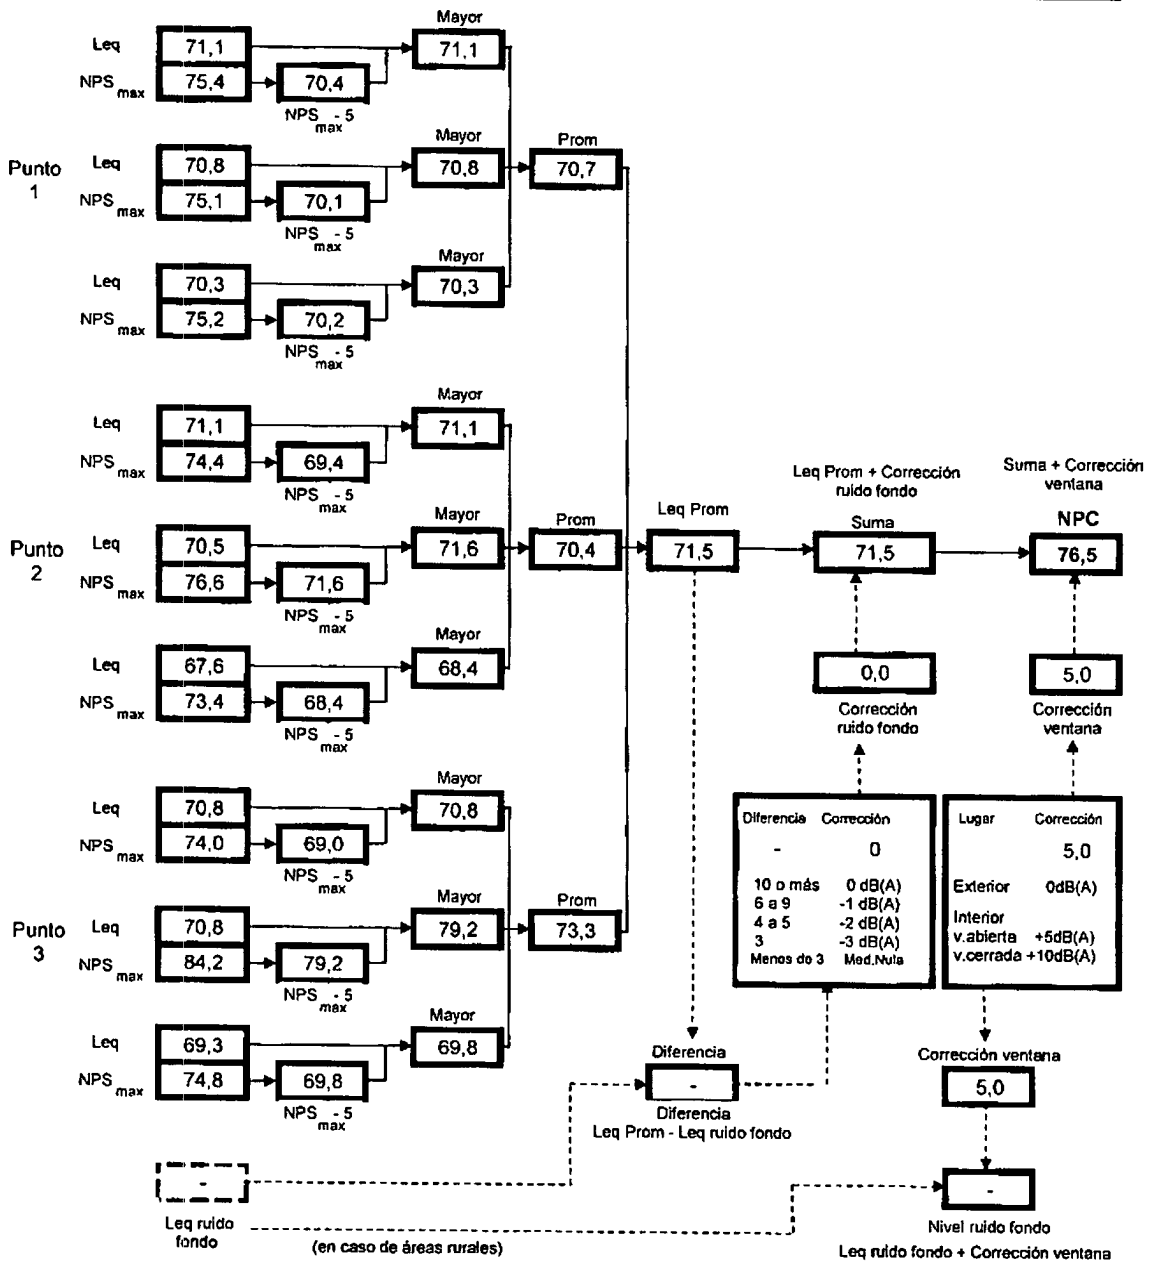 Mayor
Leq 71,1 71,1
NPS max 75,4 70,4
NPS max - 5
Mayor Prom
Punto 1
Leq 70,8 70,8 70,7
NPS max 75,1 70,1
NPS max - 5
Mayor
Leq 70,3 70,3
NPS max 75,2 70,2
NPS max - 5
Mayor
Leq 71,1 71,1
NPS max 74,4 69,4
NPS max - 5
Mayor Prom Leq Prom
Punto 2
Leq 70,5 71,6 70,4 71,5
NPS max 76,6 71,6
NPS max - 5
Mayor
Leq 67,6 68,4
NPS max 73,4 68,4
NPS max - 5
Leq Prom + Corrección
ruido fondo
Suma
71,5
Suma + Corrección
ventana
NPC
76,5
0,0
Corrección
ruido fondo
5,0
Corrección
ventana
Mayor
Leq 70,8 70,8
NPS max 74,0 69,0
NPS max - 5
Mayor Prom
Punto 3
Leq 70,8 79,2 73,3
NPS max 84,2 79,2
NPS max - 5
Mayor
Leq 69,3 69,8
NPS max 74,8 69,8
NPS max - 5
Diferencia Corrección
- 0
10 o más 0 dB(A)
6 a 9 -1 dB(A)
4 a 5 -2 dB(A)
3 -3 dB(A)
Menos do 3 Med.Nula
Lugar Corrección
5,0
Exterior 0dB(A)
Interior
v.abierta +5dB(A)
v.cerrada +10dB(A)
Diferencia
-
Diferencia
Leq Prom - Leq ruido fondo
Corrección ventana
5,0
-
Leq ruido
fondo
(en caso de áreas rurales)
-
Nivel ruido fondo
Leq ruido fondo + Corrección ventana